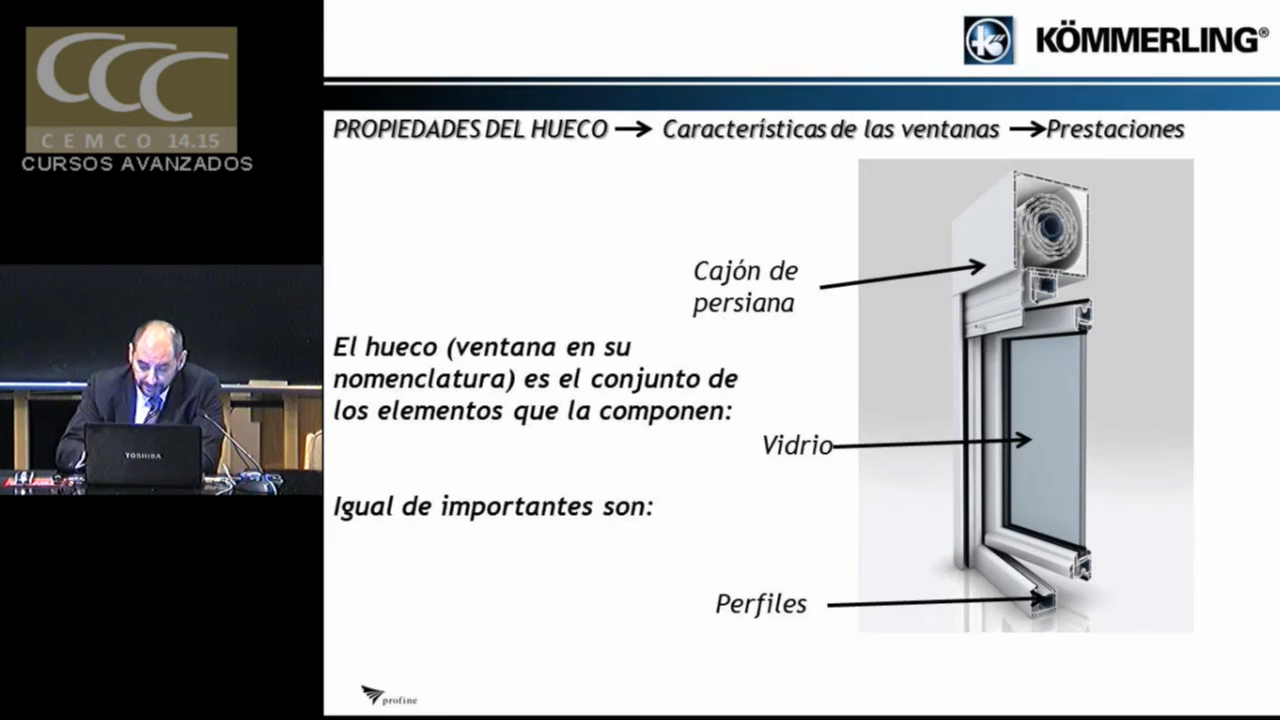 CCC
CEMCO 14.15
CURSOS AVANZADOS
KÖMMERLING®
PROPIEDADES DEL HUECO → Características de las ventanas → Prestaciones
Cajón de
persiana
El hueco (ventana en su
nomenclatura) es el conjunto de
los elementos que la componen:
Vidrio
Igual de importantes son:
Perfiles
TOSHIBA
profine